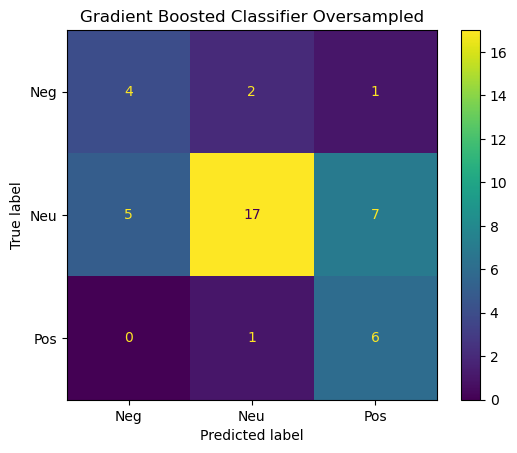 Gradient Boosted Classifier Oversampled
True label
Neg
4
2
1
Neu
5
17
7
Pos
0
1
6
Neg
Neu
Pos
Predicted label
16
14
12
10
8
6
4
2
0